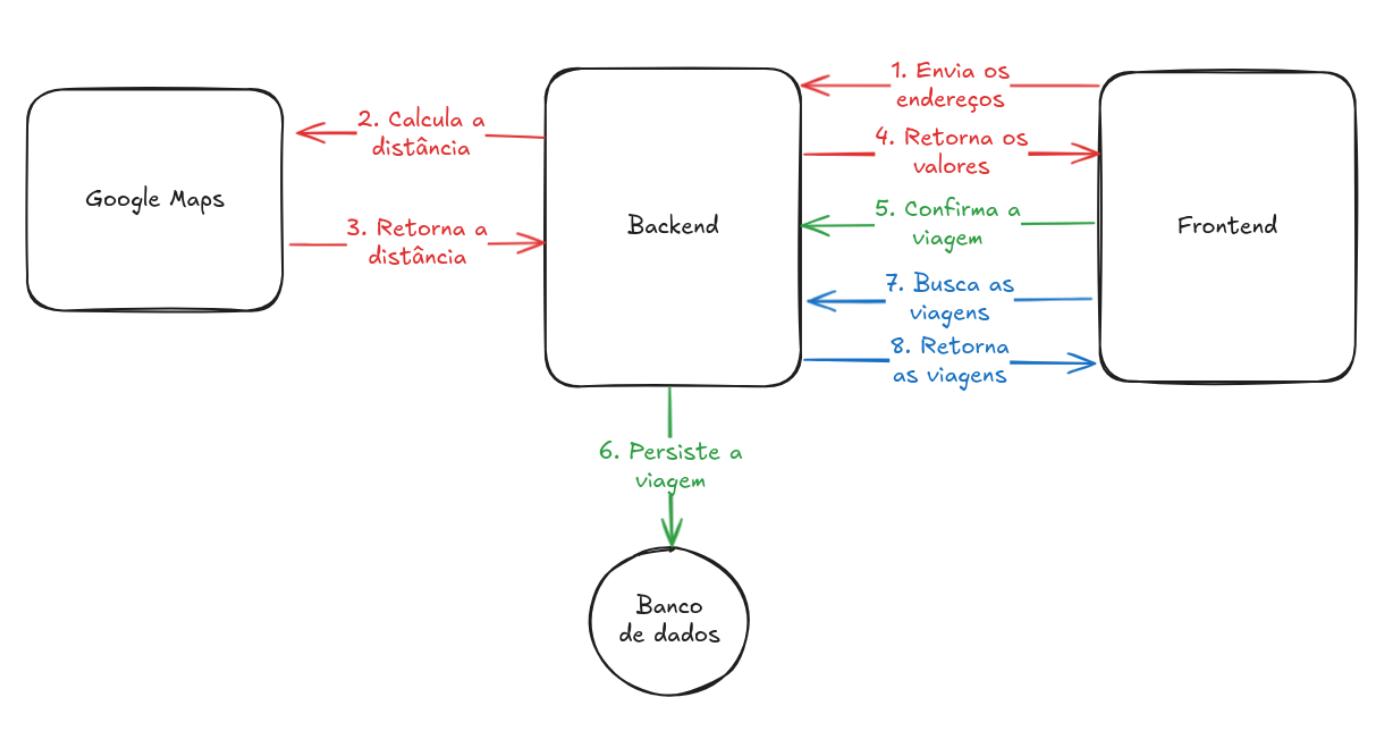 1. Envia os
endereços
2. Calcula a
distância
4. Retorna os
valores
Google Maps
3. Retorna a
distância
Backend
5. Confirma a
viagem
Frontend
7. Busca as
viagens
8. Retorna
as viagens
6. Persiste a
viagem
Banco
de dados